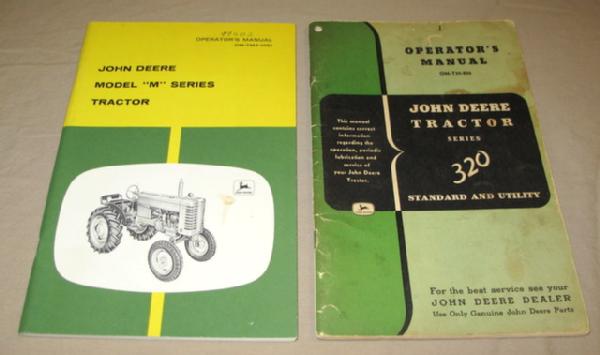 OPERATOR'S MANUAL
JOHN DEERE
MODEL "M" SERIES
TRACTOR
OPERATOR'S
MANUAL
This manual
contains correct
information
regarding the
operation, periodic
lubrication and
service of
your John Deere
Tractor.
JOHN DEERE
TRACTOR
SERIES
320
STANDARD AND UTILITY
For the best service see your
JOHN DEERE DEALER
Use Only Genuine John Deere Parts